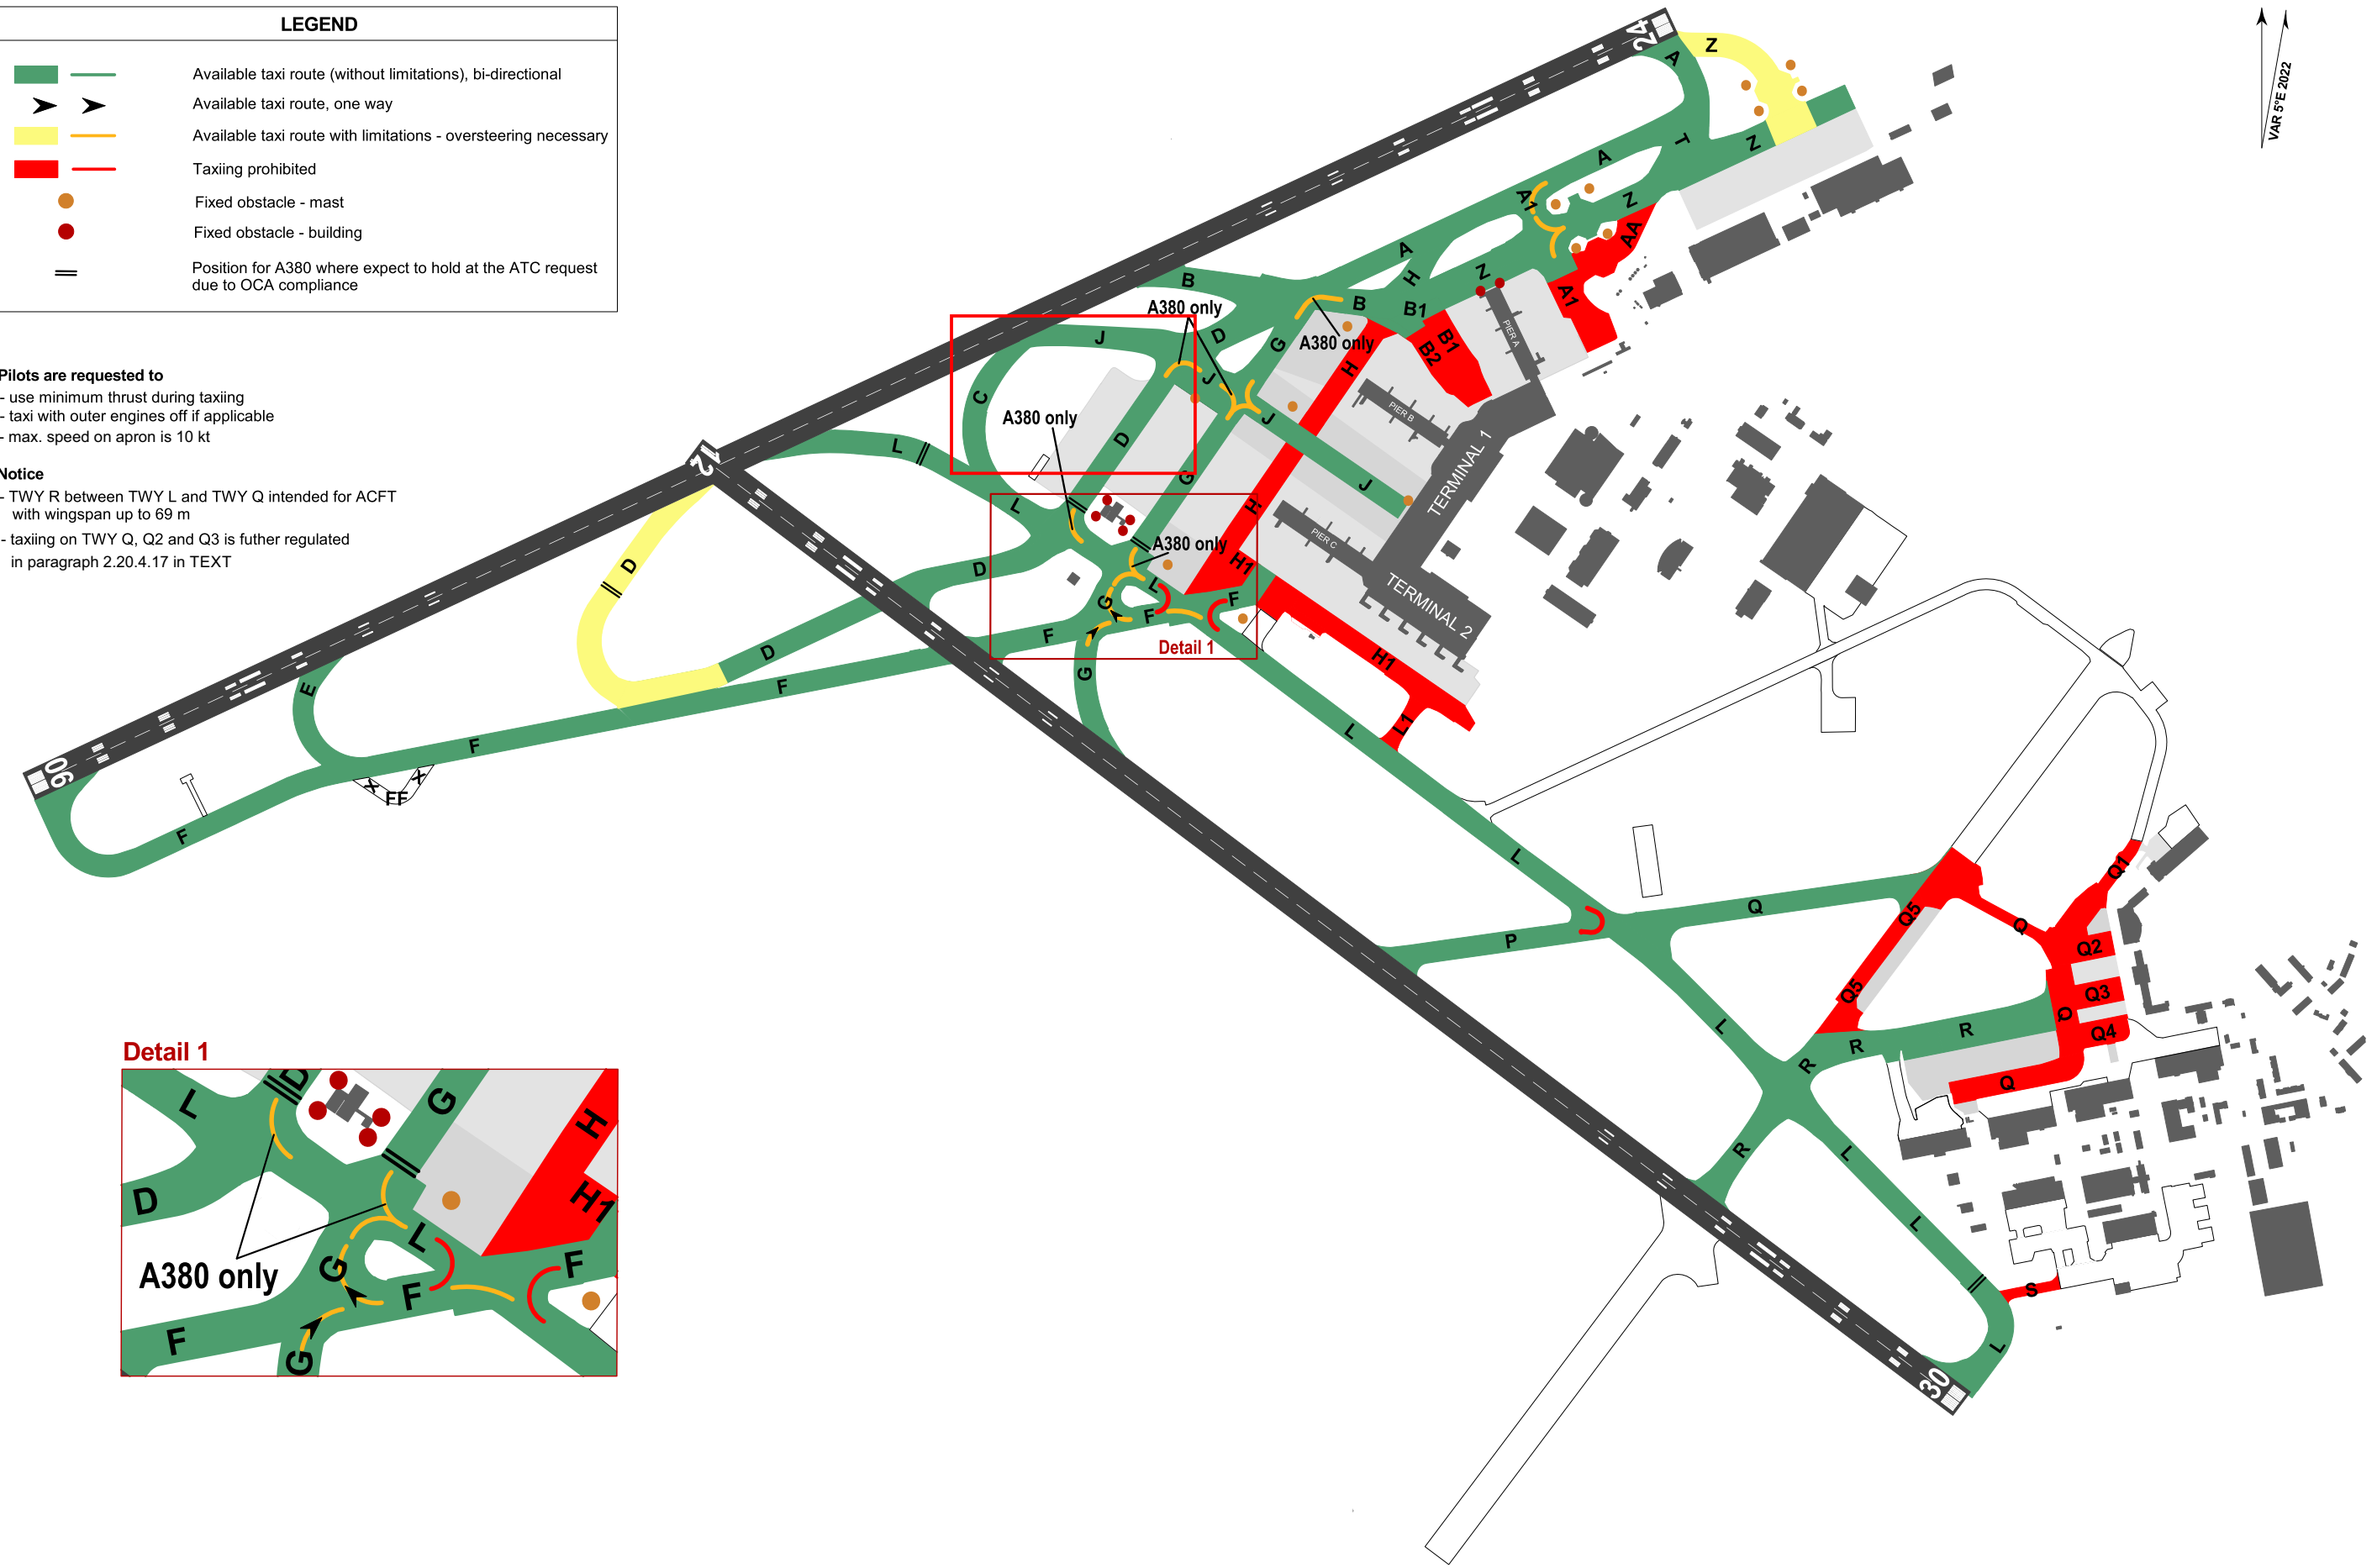 LEGEND
Available taxi route (without limitations), bi-directional
Available taxi route, one way
Available taxi route with limitations - oversteering necessary
Taxiing prohibited
Fixed obstacle - mast
Fixed obstacle - building
Position for A380 where expect to hold at the ATC request
due to OCA compliance
Pilots are requested to
- use minimum thrust during taxiing
- taxi with outer engines off if applicable
- max. speed on apron is 10 kt
Notice
- TWY R between TWY L and TWY Q intended for ACFT
with wingspan up to 69 m
- taxiing on TWY Q, Q2 and Q3 is futher regulated
in paragraph 2.20.4.17 in TEXT
VAR 5°E 2022
24
A
Z
T
Z
A
A1
Z
AA
A
H
Z
A1
B
B
B1
B1
B2
PIER A
A380 only
A380 only
J
D
G
H
J
C
J
PIER B
A380 only
D
G
J
TERMINAL 1
12
L
L
H
PIER C
A380 only
H1
TERMINAL 2
D
D
L
G
F
F
F
Detail 1
G
H1
L1
L
D
F
E
F
06
F
X
X
FF
L
P
Q
Q5
Q5
Q
Q1
Q2
Q3
Q4
Q
Q
R
R
R
R
L
L
L
S
L
30
Detail 1
L
D
G
H
H1
D
L
G
F
F
A380 only
F
G